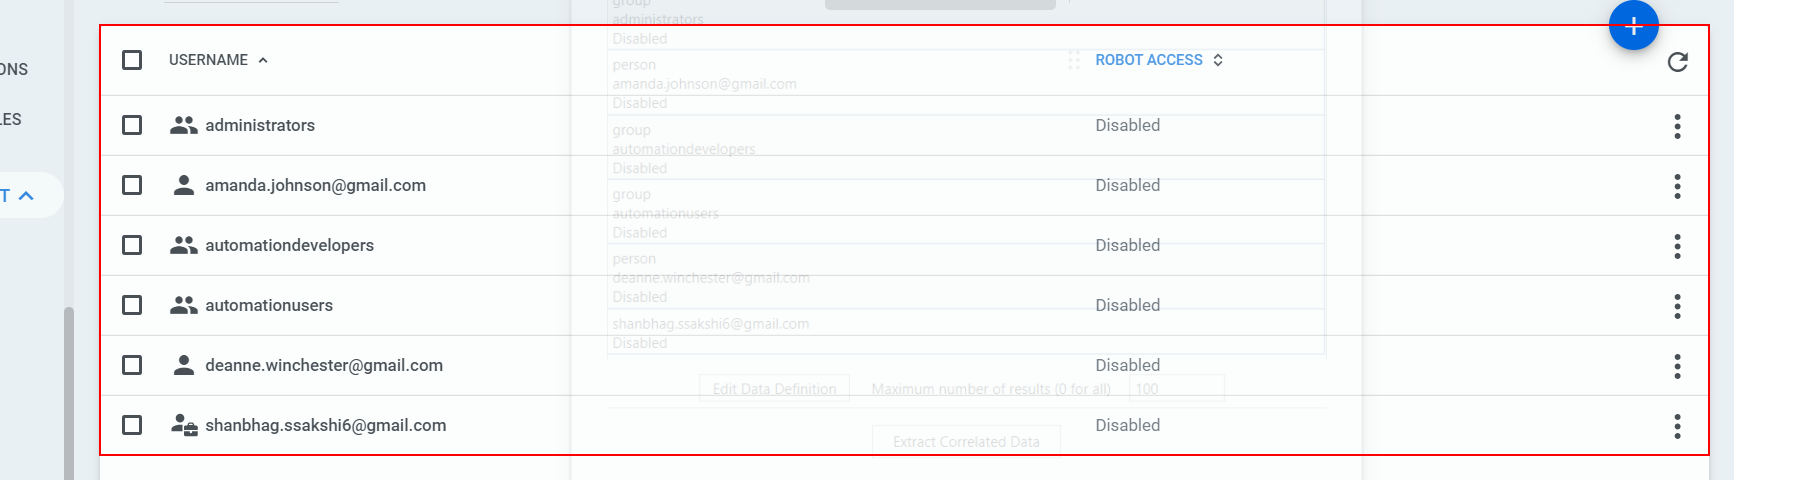 group
administrators
Disabled
ONS
USERNAME
ROBOT ACCESS
person
amanda.johnson@gmail.com
Disabled
LES
administrators
Disabled
group
automationdevelopers
Disabled
amanda.johnson@gmail.com
Disabled
T
group
automationusers
Disabled
automationdevelopers
Disabled
person
deanne.winchester@gmail.com
Disabled
automationusers
Disabled
shanbhag.ssakshi6@gmail.com
Disabled
deanne.winchester@gmail.com
Disabled
Edit Data Definition Maximum number of results (0 for all) 100
shanbhag.ssakshi6@gmail.com
Disabled
Extract Correlated Data